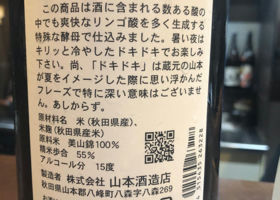 この商品は酒に含まれる数ある酸の
中でも爽やかなリンゴ酸を多く生成する
特殊な酵母で仕込みました。暑い夜は
キリッと冷やしたドキドキでお楽しみ下
さい。尚、「ドキドキ」は蔵元の山本
が夏をイメージした際に思い浮かんだ
フレーズで特に深い意味はございませ
ん。あしからず。
原材料名 米(秋田県産)、
米麹(秋田県産米)
原料米 美山錦100%
精米歩合 55%
アルコール分 15度
製造者 株式会社 山本酒造店
秋田県山本郡八峰町八森字八森269